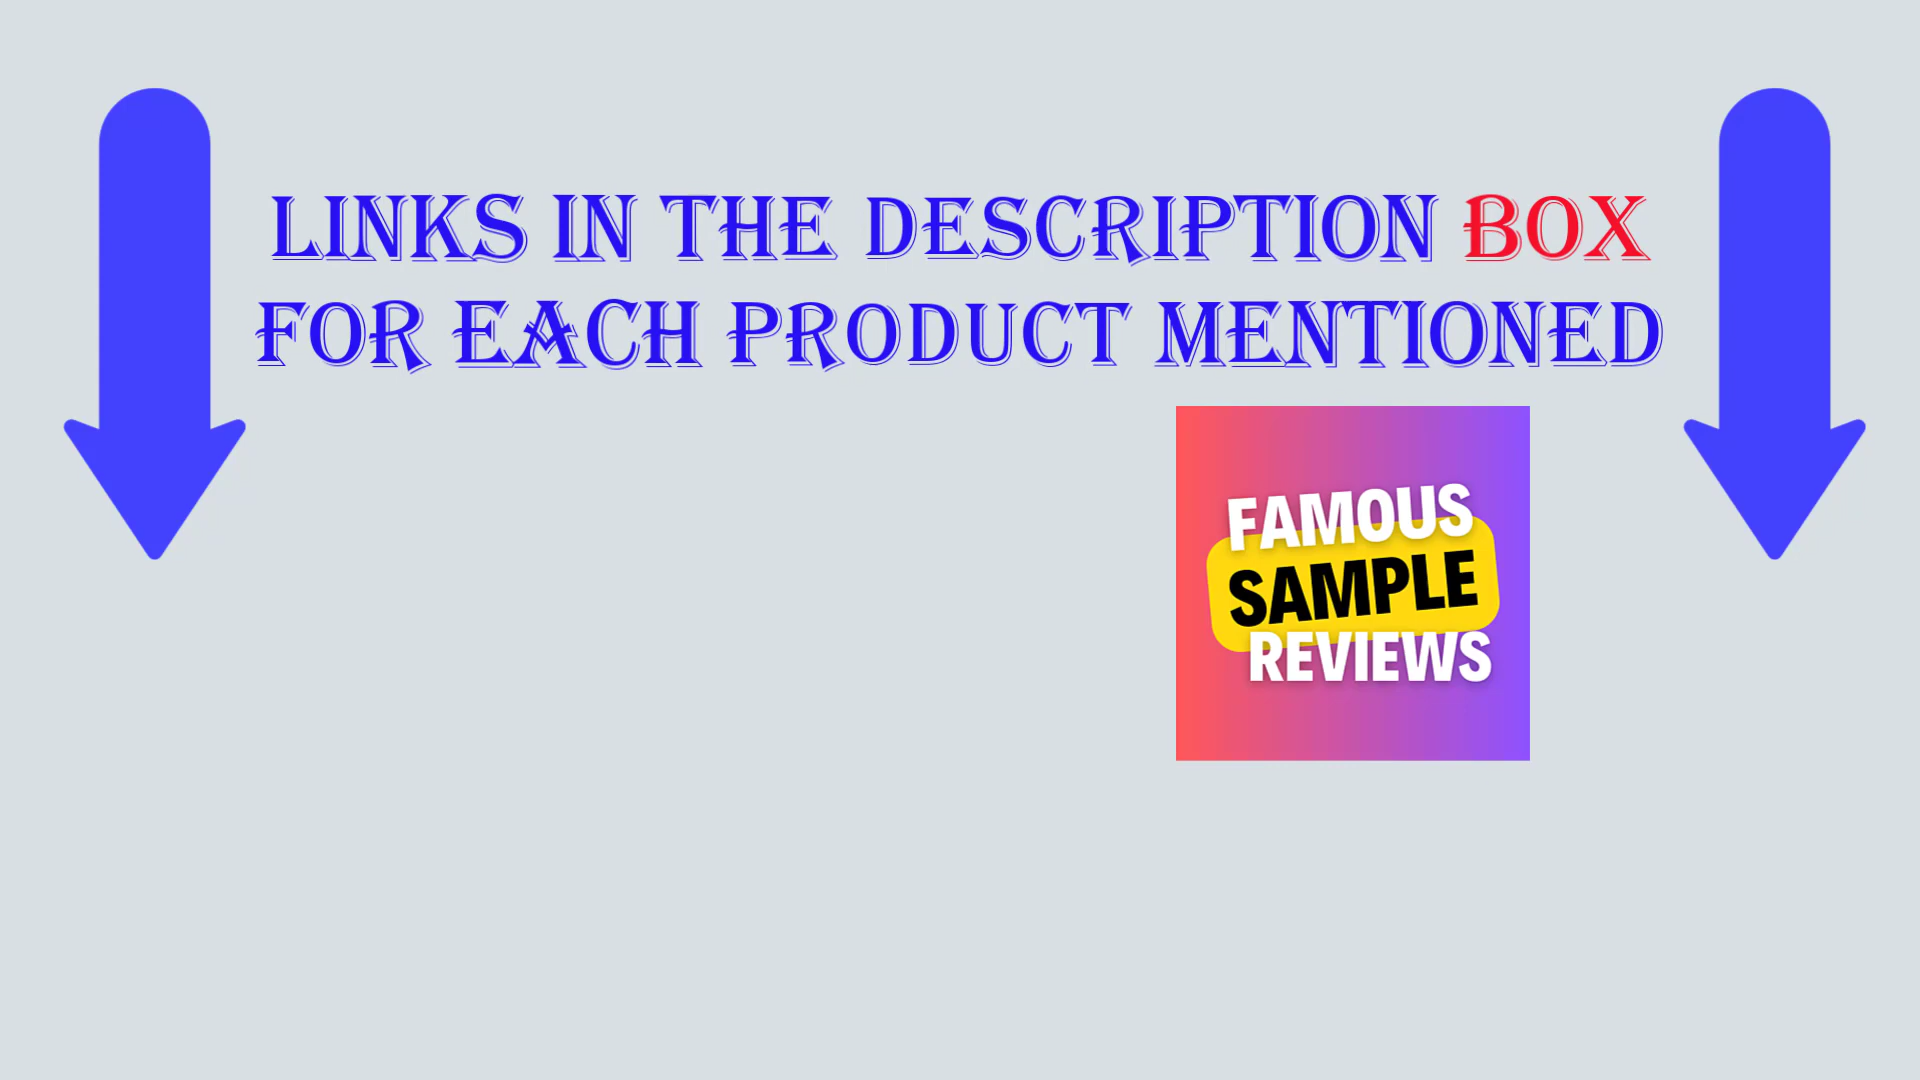 LINKS IN THE DESCRIPTION BOX
FOR EACH PRODUCT MENTIONED
FAMOUS
SAMPLE
REVIEWS